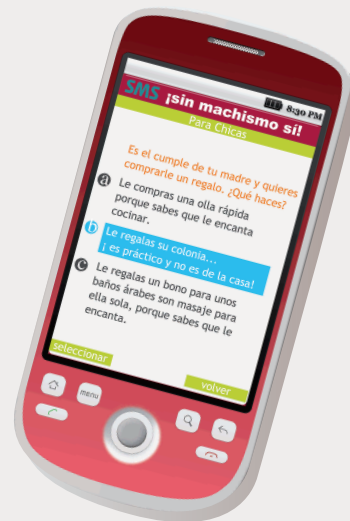 8:30 PM
SMS ¡sin machismo sí!
Para Chicas
Es el cumple de tu madre y quieres
comprarle un regalo. ¿Qué haces?
a Le compras una olla rápida
porque sabes que le encanta
cocinar.
b Le regalas su colonia...
¡ es práctico y no es de la casa!
c Le regalas un bono para unos
baños árabes son masaje para
ella sola, porque sabes que le
encanta.
seleccionar
volver
menu